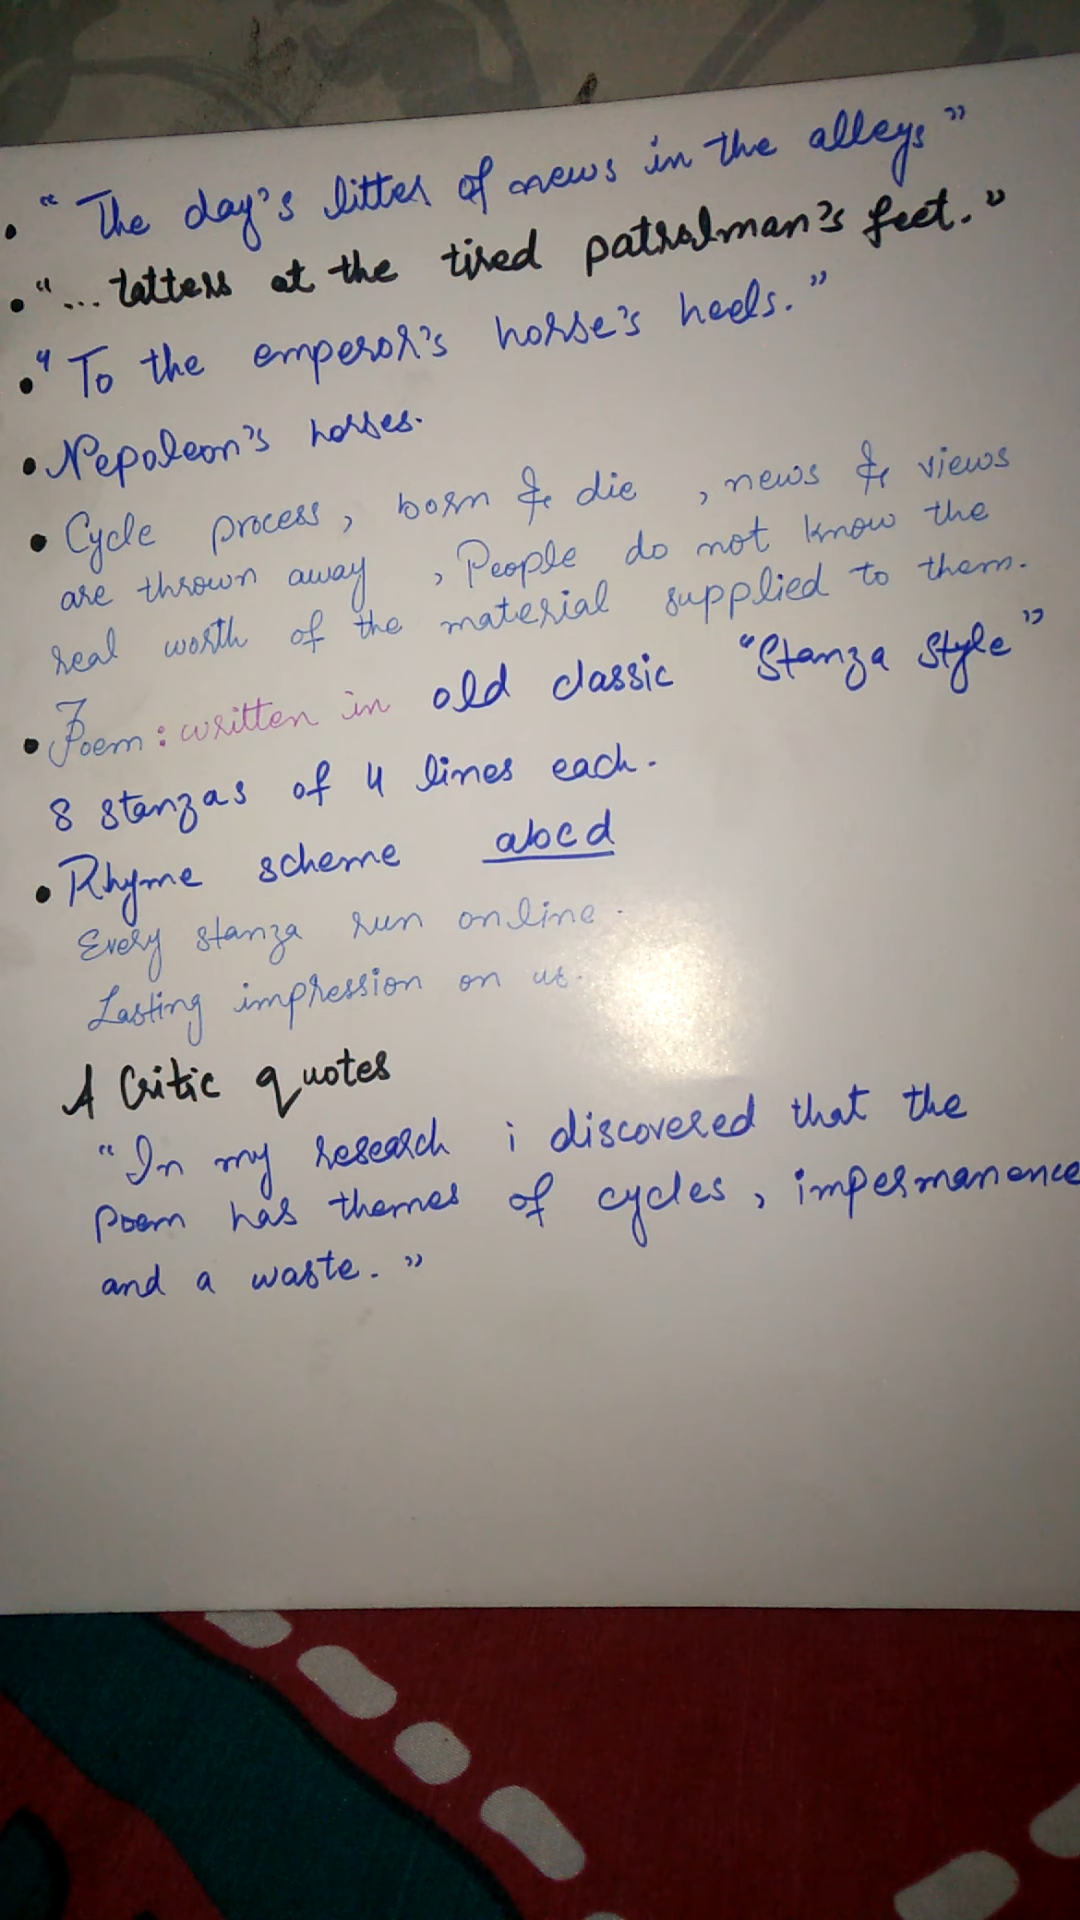 • "The day's litter of news in the alleys"
• "... tatters at the tired patrolman's feet."
• "To the emperor's horse's heels."
• Nepoleon's horses.
• Cycle process, born & die , news & views
are thrown away , People do not know the
real worth of the material supplied to them.
• Poem : written in old classic "Stanza Style"
8 stanzas of 4 lines each.
• Rhyme scheme abcd
Every stanza run on line.
Lasting impression on us.
A Critic quotes
"In my research i discovered that the
Poem has themes of cycles, impermanence
and a waste."